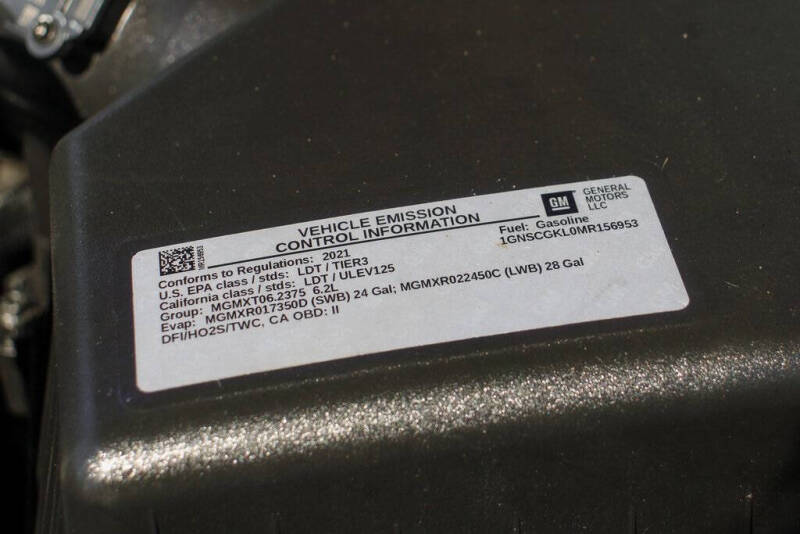 VEHICLE EMISSION
CONTROL INFORMATION
GM
GENERAL
MOTORS
LLC
Fuel: Gasoline
1GNSCGKL0MR156953
MR156953
Conforms to Regulations: 2021
U.S. EPA class / stds: LDT / TIER3
California class / stds: LDT / ULEV125
Group: MGMXT06.2375 6.2L
Evap: MGMXR017350D (SWB) 24 Gal; MGMXR022450C (LWB) 28 Gal
DFI/HO2S/TWC, CA OBD: II